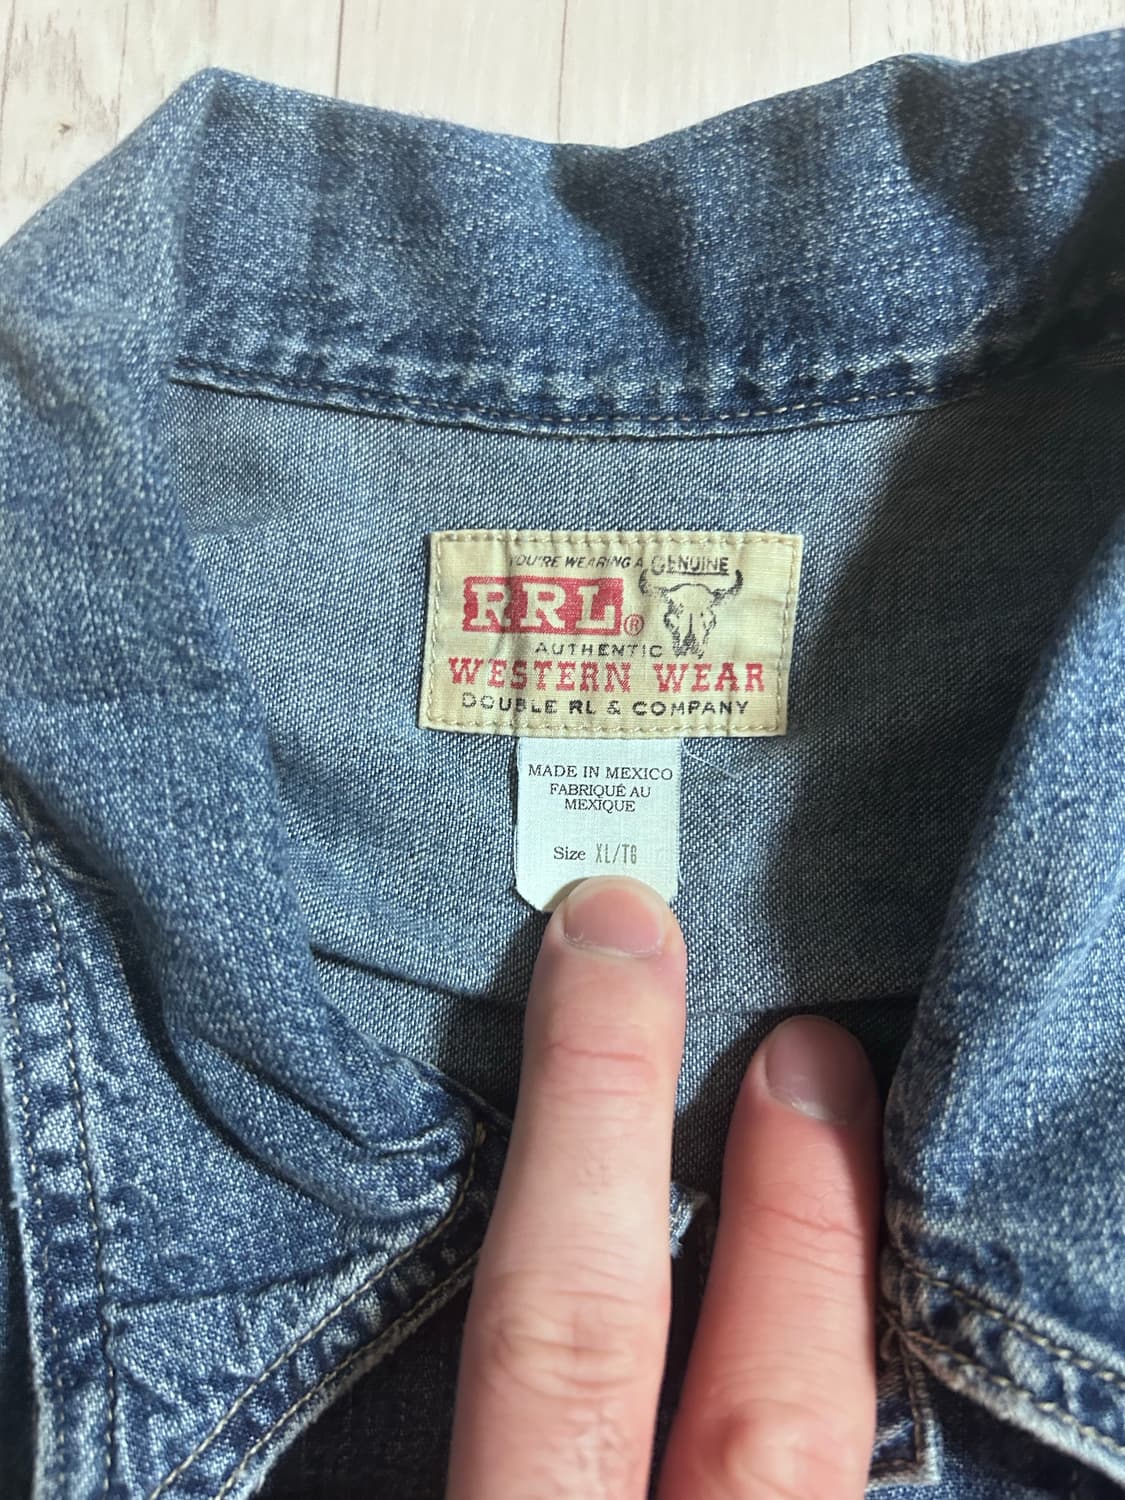 YOU'RE WEARING A GENUINE
RRL®
AUTHENTIC
WESTERN WEAR
DOUBLE RL & COMPANY
MADE IN MEXICO
FABRIQUÉ AU
MEXIQUE
Size XL/TG